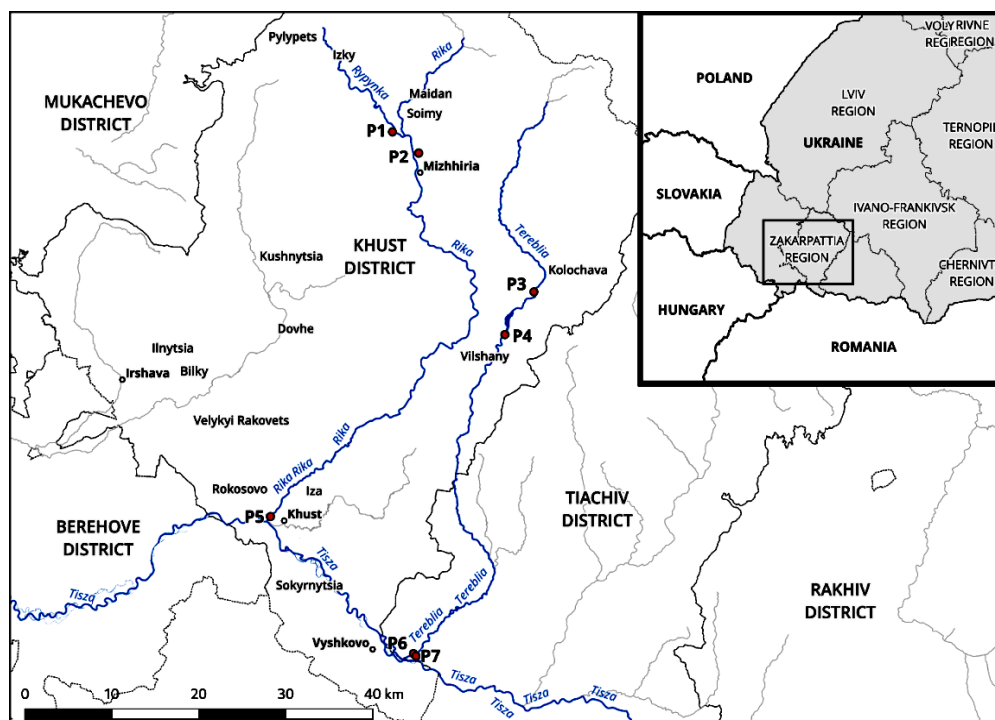 Pylypets
Izky
Rypynka
Rika
MUKACHEVO
DISTRICT
Maidan
Soimy
P1
P2
Mizhhiria
Tereblia
KHUST
DISTRICT
Kushnytsia
Rika
Kolochava
P3
Dovhe
P4
Ilnytsia
Vilshany
Irshava
Bilky
Velykyi Rakovets
Rika
Rika
Rika
Rokosovo
Iza
P5
Khust
TIACHIV
DISTRICT
BEREHOVE
DISTRICT
Tisza
Tisza
Sokyrnytsia
Tereblia
Tereblia
RAKHIV
DISTRICT
Vyshkovo
P6
P7
Tisza
Tisza
Tisza
Tisza
0 10 20 30 40 km
VOLY RIVNE
REGI REGION
POLAND
LVIV
REGION
UKRAINE
TERNOPIL
REGION
SLOVAKIA
IVANO-FRANKIVSK
REGION
ZAKARPATTIA
REGION
CHERNIVT
REGION
HUNGARY
ROMANIA